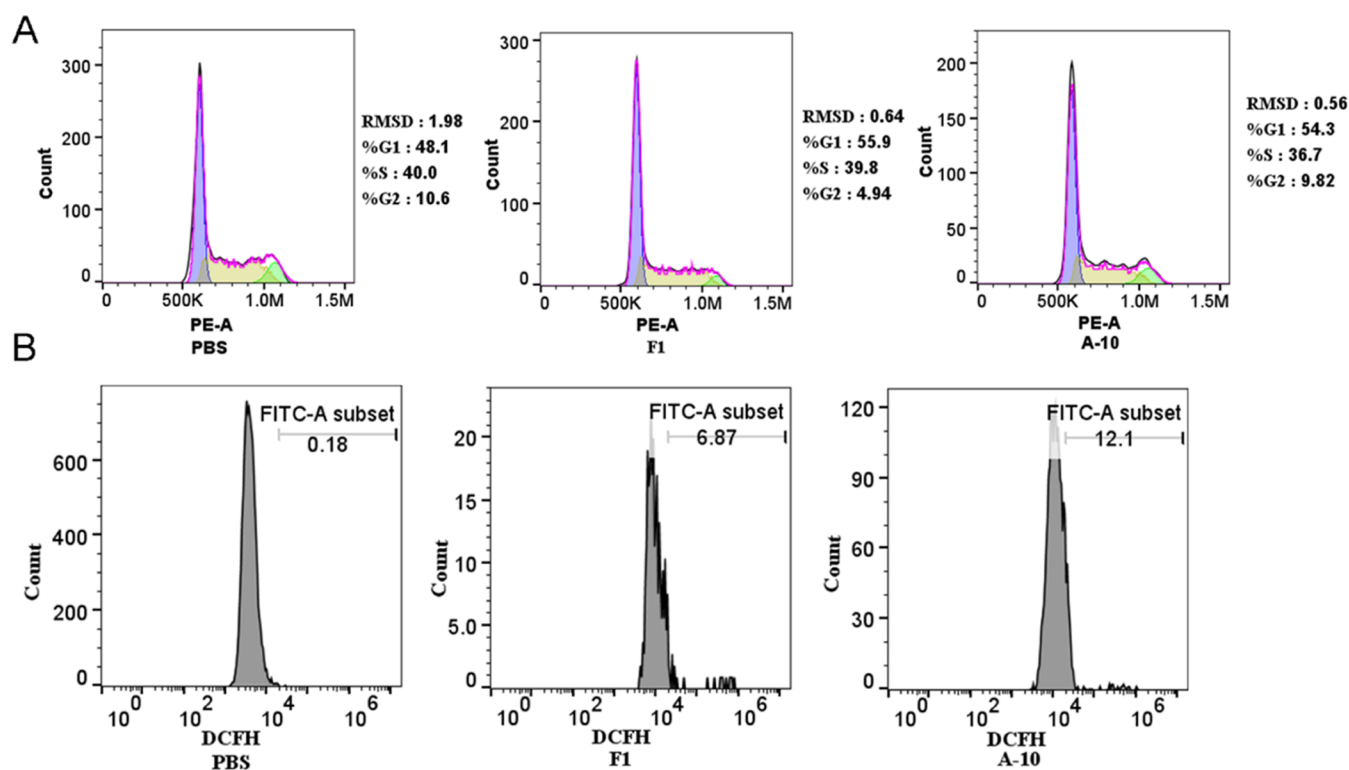 A
Count
300
200
100
0
0
500K
1.0M
1.5M
PE-A
PBS
RMSD : 1.98
%G1 : 48.1
%S : 40.0
%G2 : 10.6
Count
300
200
100
0
0
500K
1.0M
1.5M
PE-A
F1
RMSD : 0.64
%G1 : 55.9
%S : 39.8
%G2 : 4.94
Count
200
150
100
50
0
0
500K
1.0M
1.5M
PE-A
A-10
RMSD : 0.56
%G1 : 54.3
%S : 36.7
%G2 : 9.82
B
Count
600
400
200
0
FITC-A subset
0.18
10^0
10^2
10^4
10^6
DCFH
PBS
Count
20
15
10
5.0
0
FITC-A subset
6.87
10^0
10^2
10^4
10^6
DCFH
F1
Count
120
90
60
30
0
FITC-A subset
12.1
10^0
10^2
10^4
10^6
DCFH
A-10